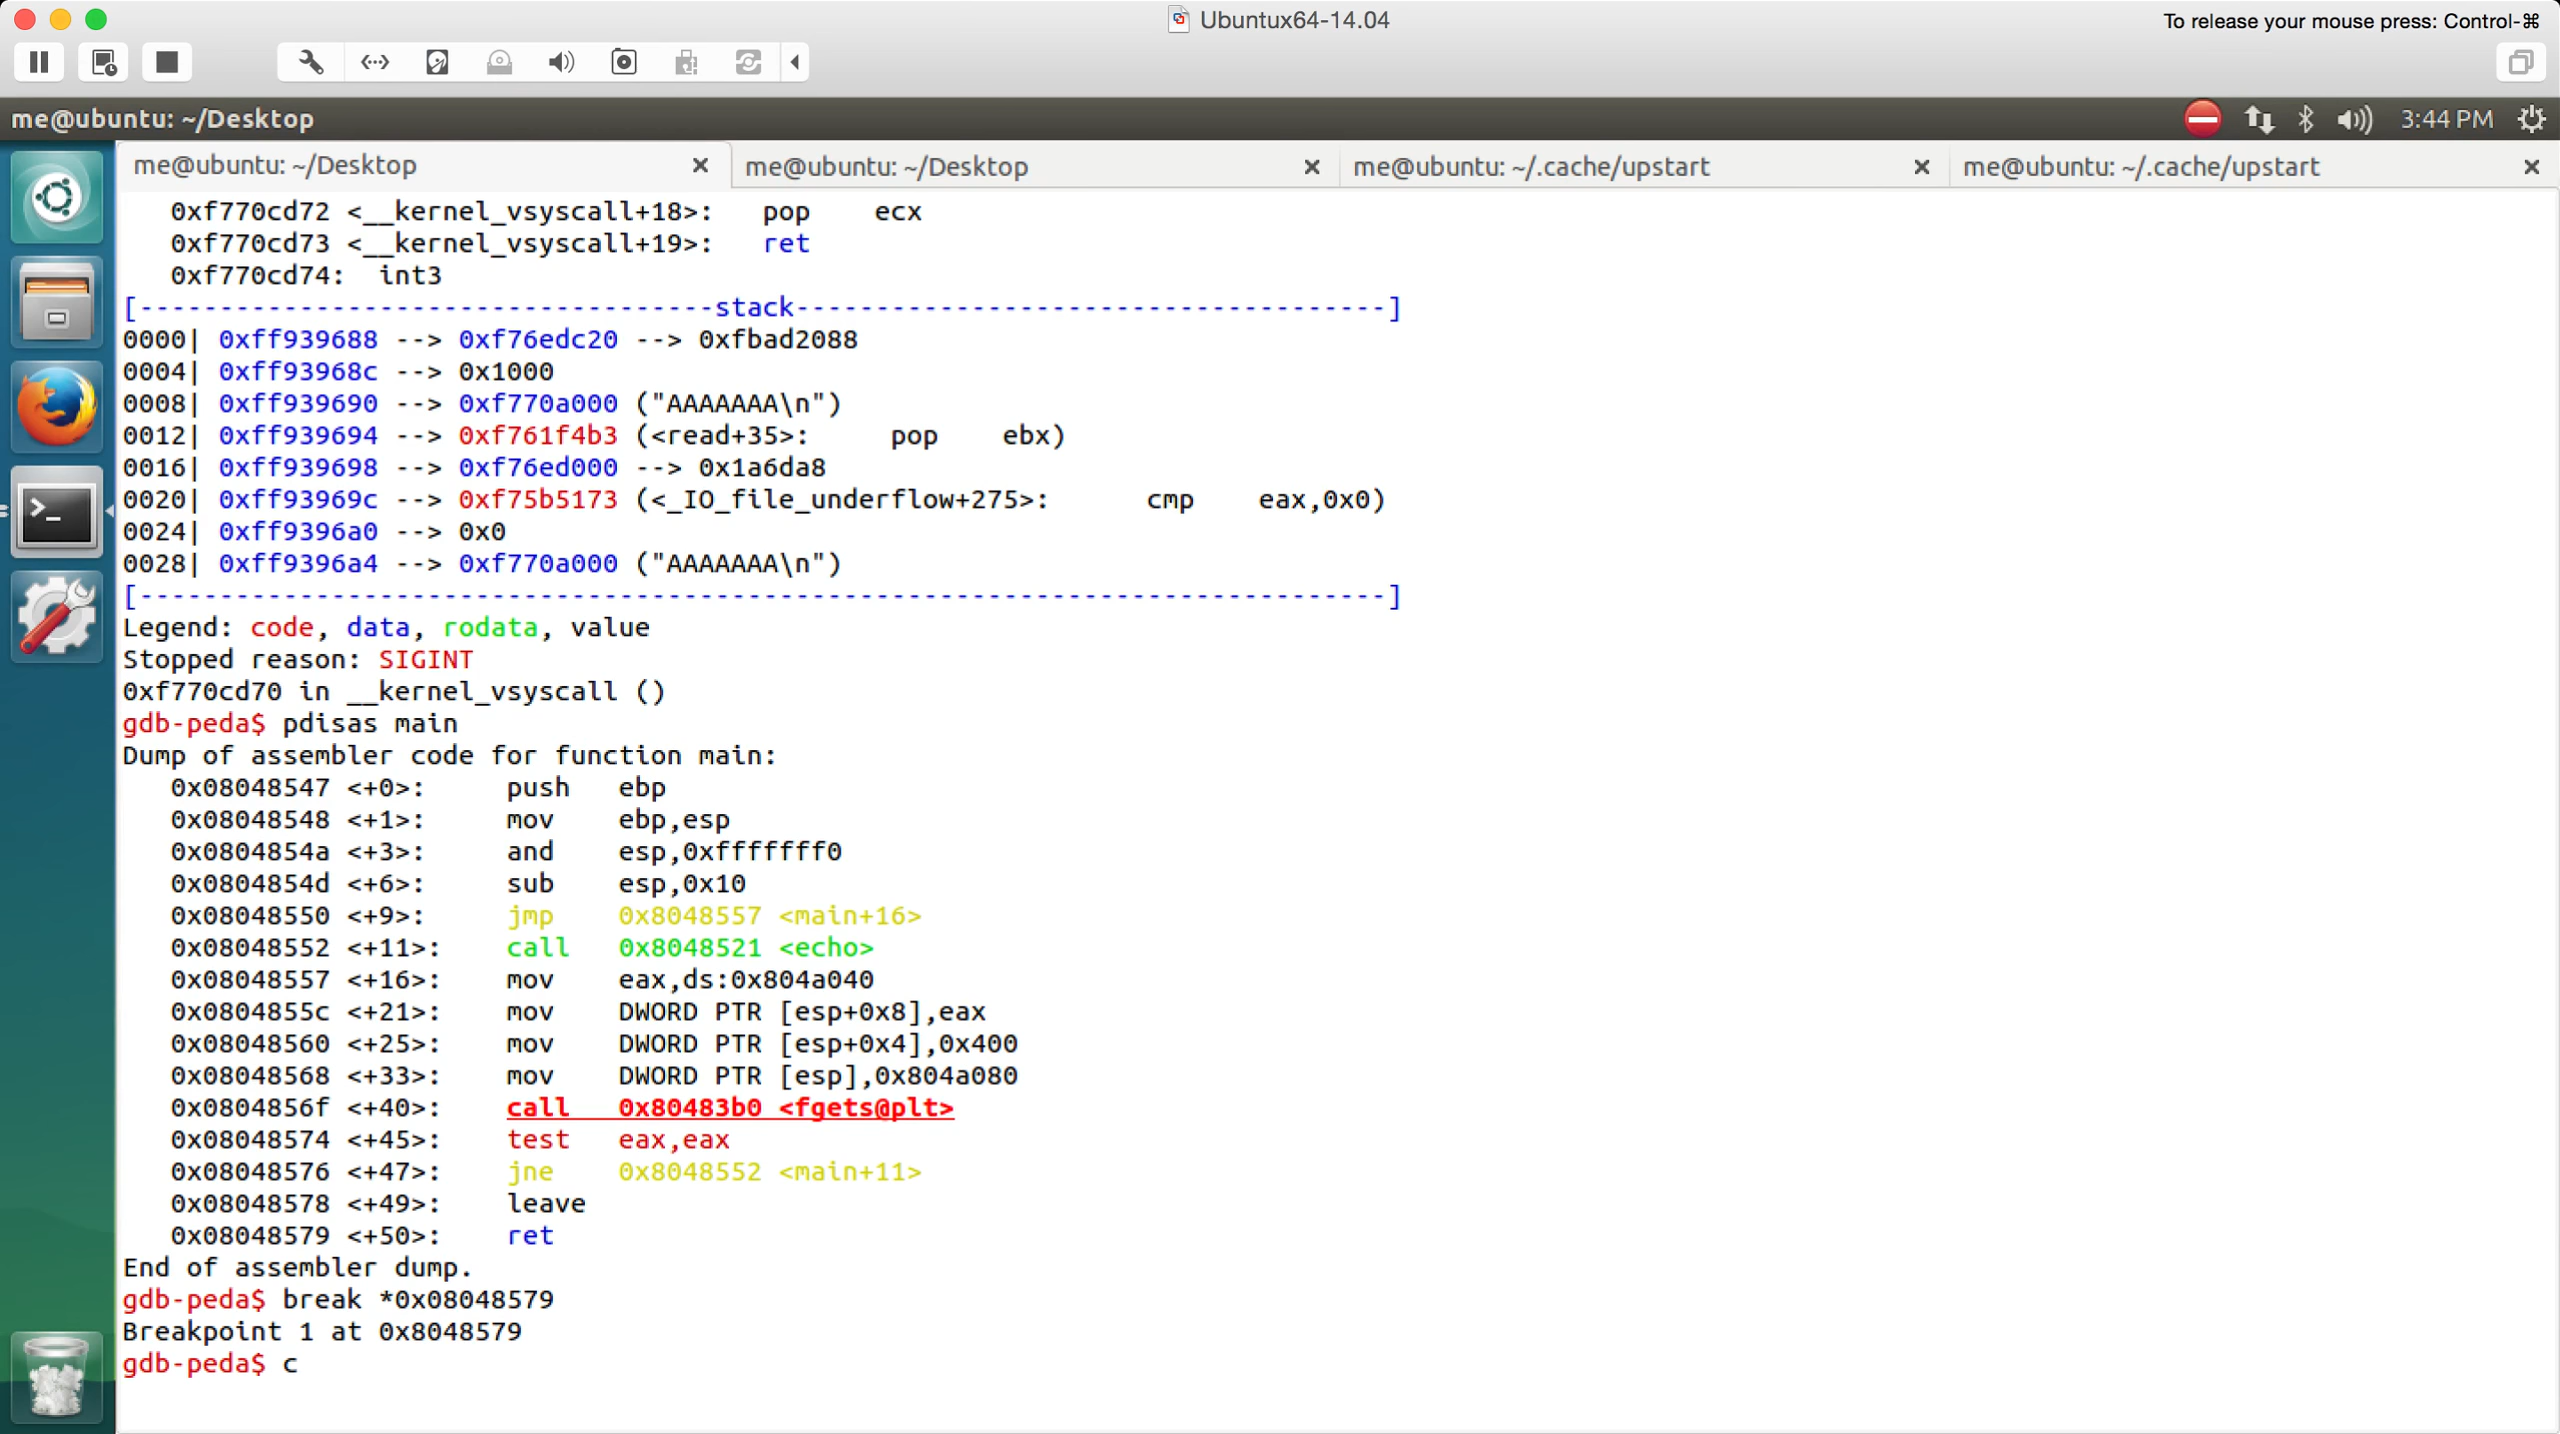 Ubuntux64-14.04
To release your mouse press: Control-⌘
me@ubuntu: ~/Desktop
3:44 PM
me@ubuntu: ~/Desktop × me@ubuntu: ~/Desktop × me@ubuntu: ~/.cache/upstart × me@ubuntu: ~/.cache/upstart ×
0xf770cd72 <__kernel_vsyscall+18>: pop ecx
0xf770cd73 <__kernel_vsyscall+19>: ret
0xf770cd74: int3
[------------------------------------stack-------------------------------------]
0000| 0xff939688 --> 0xf76edc20 --> 0xfbad2088
0004| 0xff93968c --> 0x1000
0008| 0xff939690 --> 0xf770a000 ("AAAAAAA\n")
0012| 0xff939694 --> 0xf761f4b3 (<read+35>: pop ebx)
0016| 0xff939698 --> 0xf76ed000 --> 0x1a6da8
0020| 0xff93969c --> 0xf75b5173 (<_IO_file_underflow+275>: cmp eax,0x0)
0024| 0xff9396a0 --> 0x0
0028| 0xff9396a4 --> 0xf770a000 ("AAAAAAA\n")
[------------------------------------------------------------------------------]
Legend: code, data, rodata, value
Stopped reason: SIGINT
0xf770cd70 in __kernel_vsyscall ()
gdb-peda$ pdisas main
Dump of assembler code for function main:
0x08048547 <+0>: push ebp
0x08048548 <+1>: mov ebp,esp
0x0804854a <+3>: and esp,0xfffffff0
0x0804854d <+6>: sub esp,0x10
0x08048550 <+9>: jmp 0x8048557 <main+16>
0x08048552 <+11>: call 0x8048521 <echo>
0x08048557 <+16>: mov eax,ds:0x804a040
0x0804855c <+21>: mov DWORD PTR [esp+0x8],eax
0x08048560 <+25>: mov DWORD PTR [esp+0x4],0x400
0x08048568 <+33>: mov DWORD PTR [esp],0x804a080
0x0804856f <+40>: call 0x80483b0 <fgets@plt>
0x08048574 <+45>: test eax,eax
0x08048576 <+47>: jne 0x8048552 <main+11>
0x08048578 <+49>: leave
0x08048579 <+50>: ret
End of assembler dump.
gdb-peda$ break *0x08048579
Breakpoint 1 at 0x8048579
gdb-peda$ c